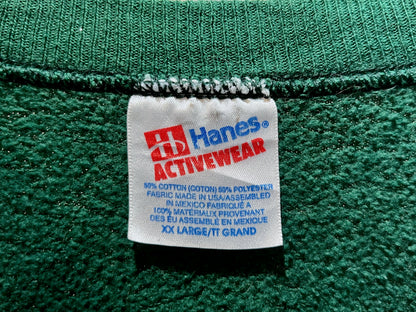 Hanes®
ACTIVEWEAR
50% COTTON (COTON) 50% POLYESTER
FABRIC MADE IN USA/ASSEMBLED
IN MEXICO FABRIQUÉ A
100% MATÉRIAUX PROVENANT
DES ÉU ASSEMBLÉ EN MEXIQUE
XX LARGE/TT GRAND